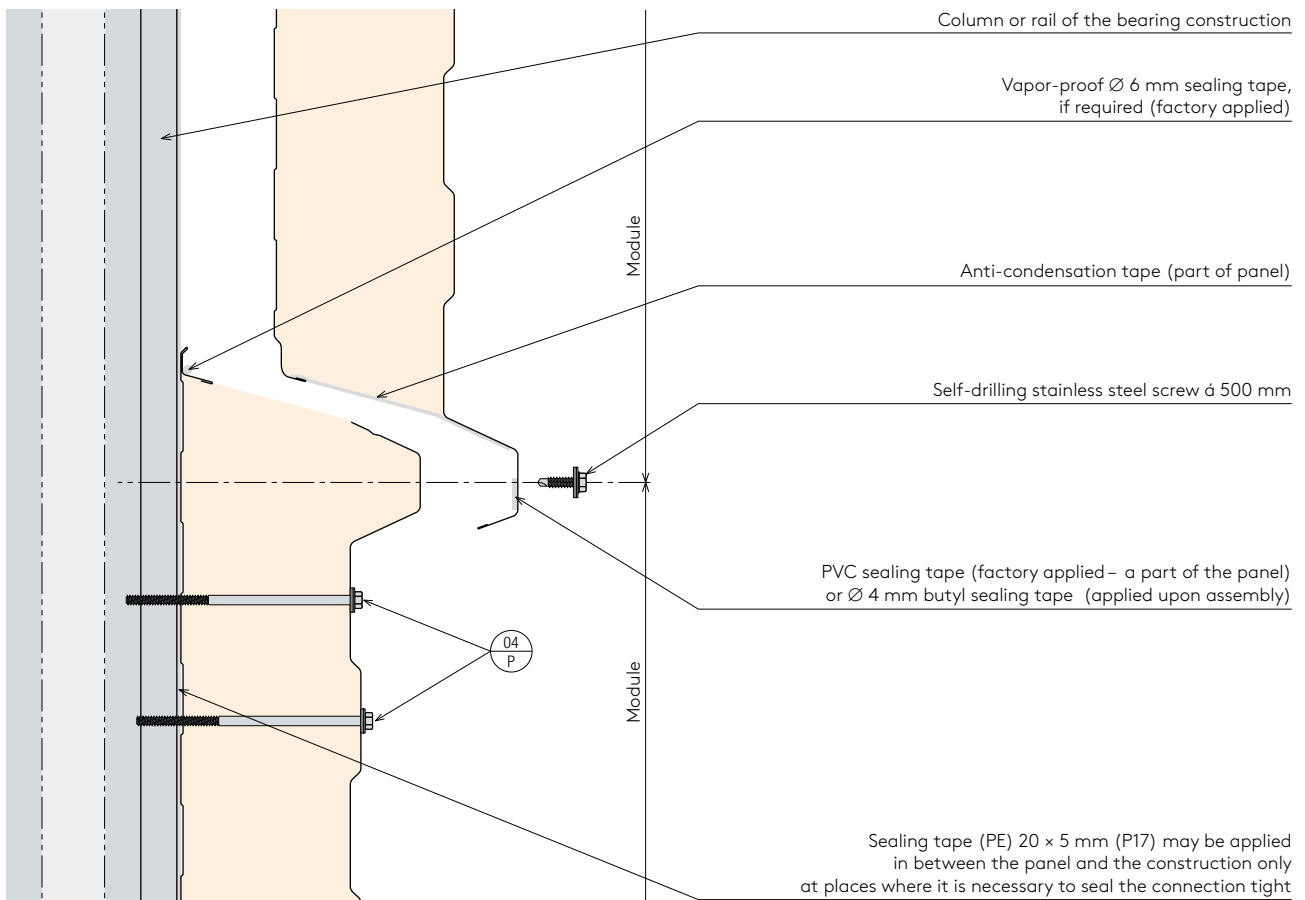 Column or rail of the bearing construction
Vapor-proof Ø 6 mm sealing tape,
if required (factory applied)
Module
Anti-condensation tape (part of panel)
Self-drilling stainless steel screw á 500 mm
PVC sealing tape (factory applied – a part of the panel)
or Ø 4 mm butyl sealing tape (applied upon assembly)
04
P
Module
Sealing tape (PE) 20 × 5 mm (P17) may be applied
in between the panel and the construction only
at places where it is necessary to seal the connection tight